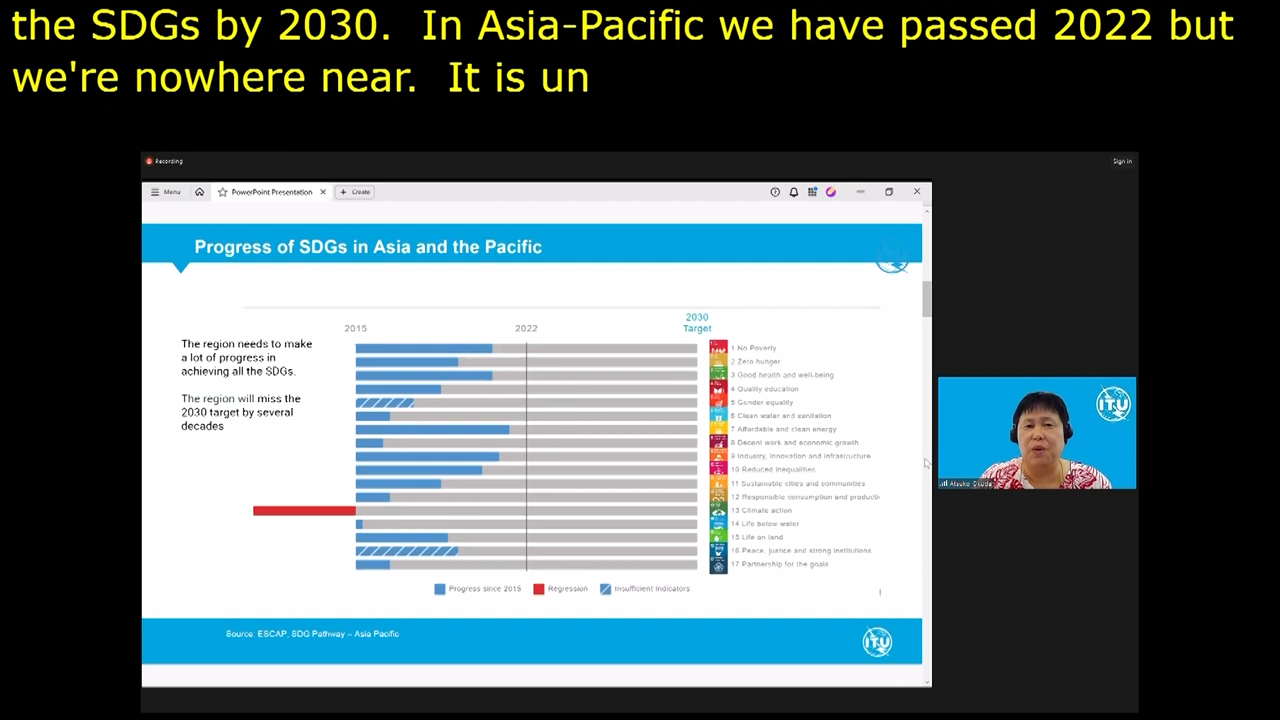 the SDGs by 2030. In Asia-Pacific we have passed 2022 but
we're nowhere near. It is un
Recording
Sign in
Menu
PowerPoint Presentation
Create
Progress of SDGs in Asia and the Pacific
2015
2022
2030
Target
The region needs to make
a lot of progress in
achieving all the SDGs.
The region will miss the
2030 target by several
decades
1 No Poverty
2 Zero hunger
3 Good health and well-being
4 Quality education
5 Gender equality
6 Clean water and sanitation
7 Affordable and clean energy
8 Decent work and economic growth
9 Industry, innovation and infrastructure
10 Reduced inequalities
11 Sustainable cities and communities
12 Responsible consumption and producti
13 Climate action
14 Life below water
15 Life on land
16 Peace, justice and strong institutions
17 Partnership for the goals
Progress since 2015
Regression
Insufficient Indicators
Source: ESCAP, SDG Pathway – Asia Pacific
ITU
ITU
Atsuko Okuda